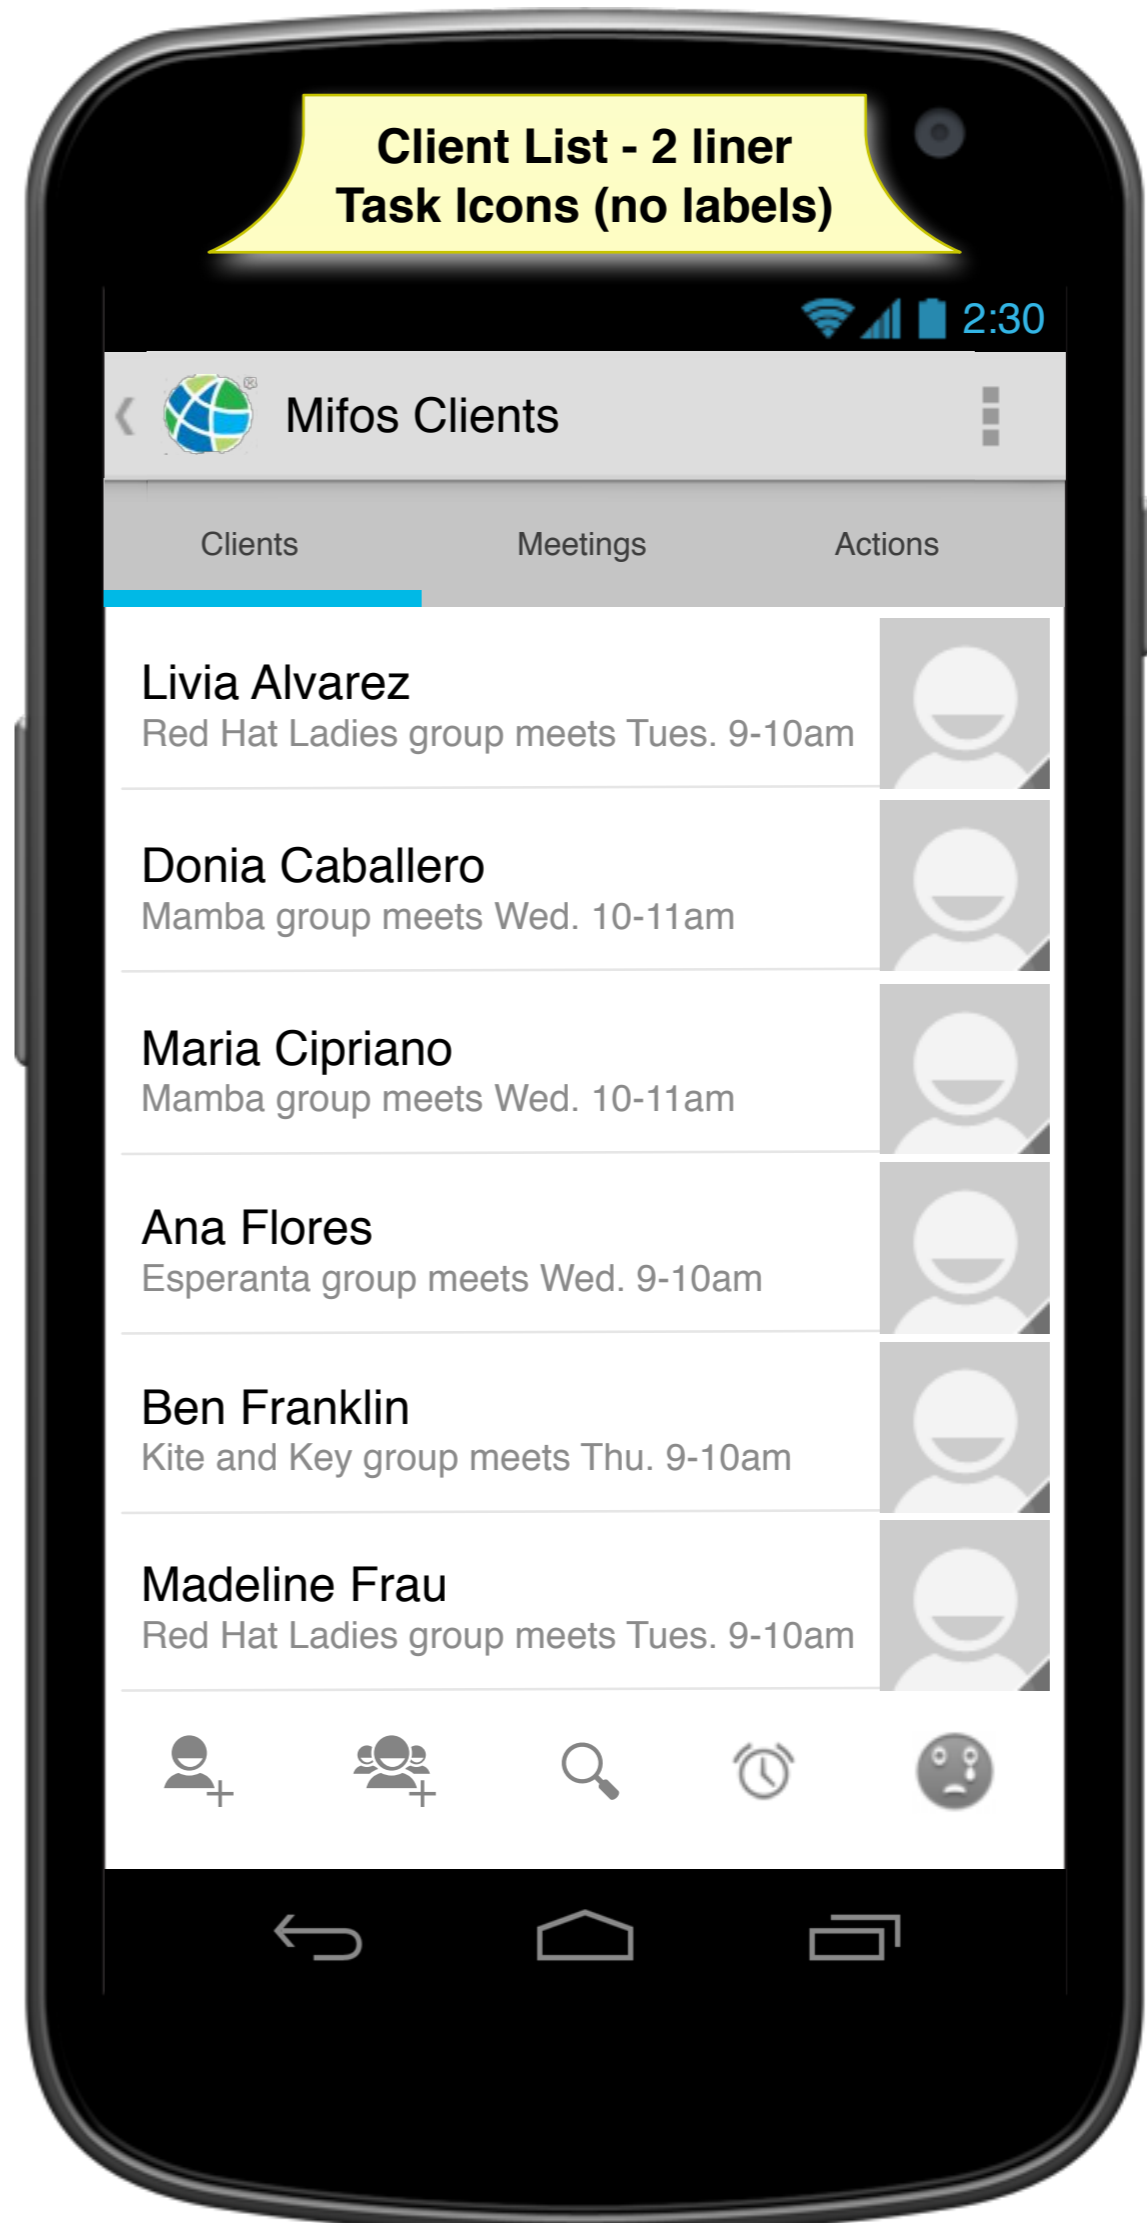 Client List - 2 liner
Task Icons (no labels)
2:30
Mifos Clients
Clients Meetings Actions
Livia Alvarez
Red Hat Ladies group meets Tues. 9-10am
Donia Caballero
Mamba group meets Wed. 10-11am
Maria Cipriano
Mamba group meets Wed. 10-11am
Ana Flores
Esperanta group meets Wed. 9-10am
Ben Franklin
Kite and Key group meets Thu. 9-10am
Madeline Frau
Red Hat Ladies group meets Tues. 9-10am